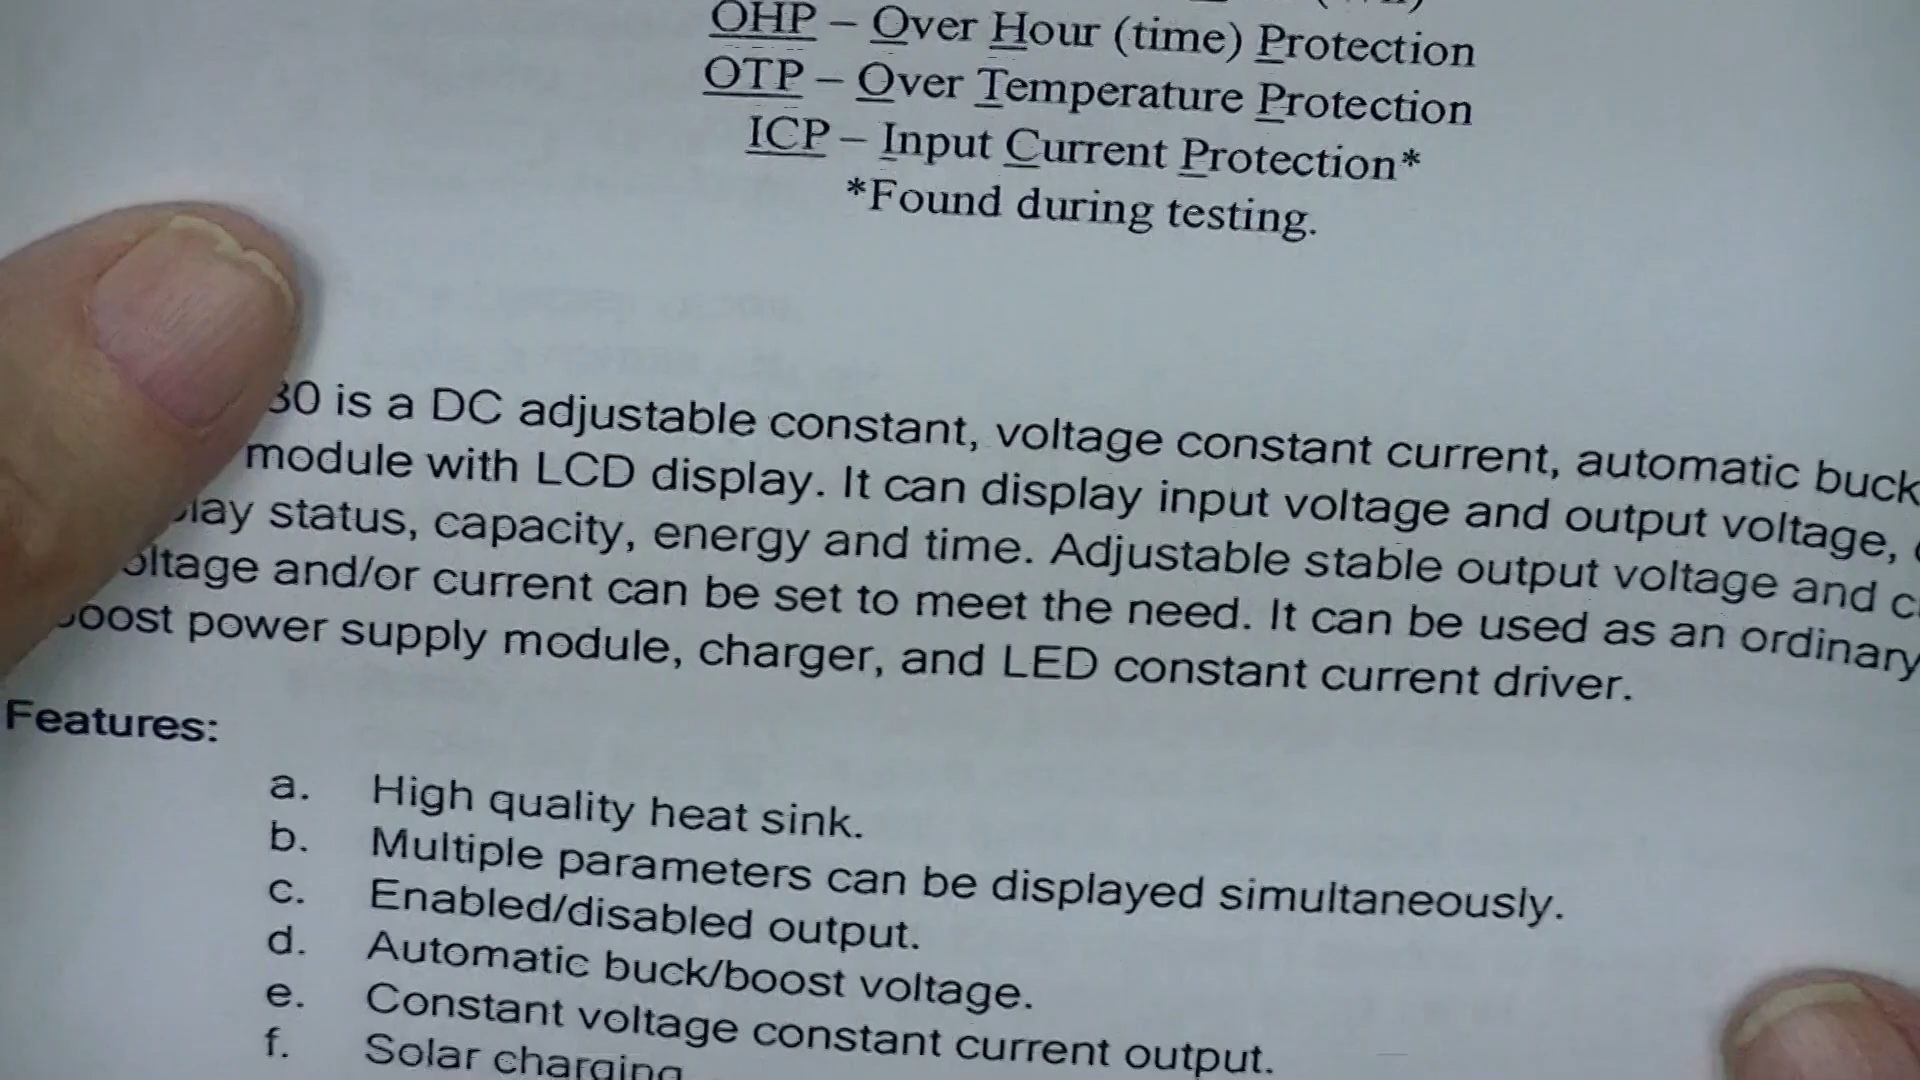 OHP – Over Hour (time) Protection
OTP – Over Temperature Protection
ICP – Input Current Protection*
*Found during testing.
30 is a DC adjustable constant, voltage constant current, automatic buck
module with LCD display. It can display input voltage and output voltage,
lay status, capacity, energy and time. Adjustable stable output voltage and c
oltage and/or current can be set to meet the need. It can be used as an ordinary
boost power supply module, charger, and LED constant current driver.
Features:
a. High quality heat sink.
b. Multiple parameters can be displayed simultaneously.
c. Enabled/disabled output.
d. Automatic buck/boost voltage.
e. Constant voltage constant current output.
f. Solar charging